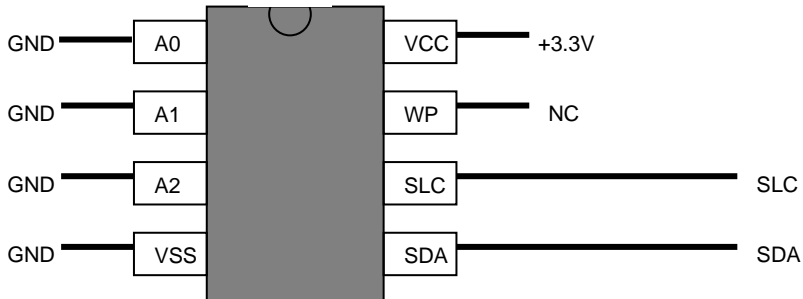 GND A0 VCC +3.3V
GND A1 WP NC
GND A2 SLC SLC
GND VSS SDA SDA